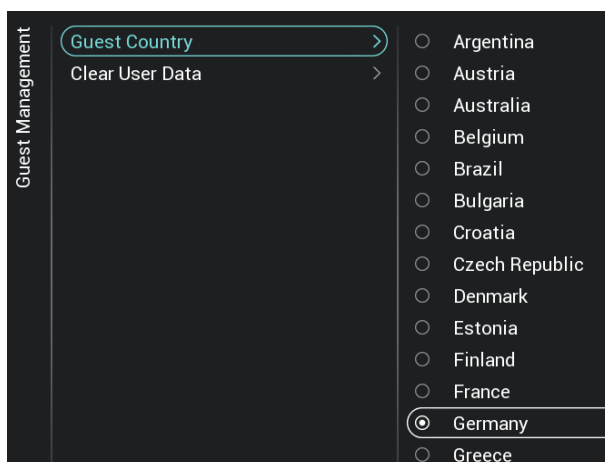 Guest Management
Guest Country
Clear User Data
Argentina
Austria
Australia
Belgium
Brazil
Bulgaria
Croatia
Czech Republic
Denmark
Estonia
Finland
France
Germany
Greece